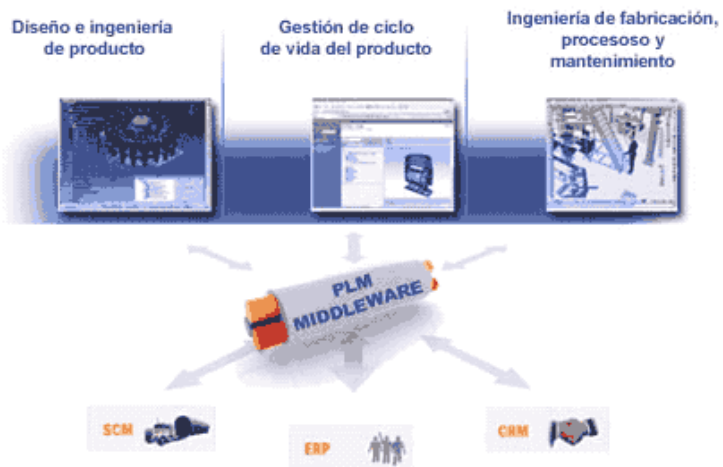 Diseño e ingeniería
de producto
Gestión de ciclo
de vida del producto
Ingeniería de fabricación,
procesoso y
mantenimiento
PLM
MIDDLEWARE
SCM
ERP
CRM